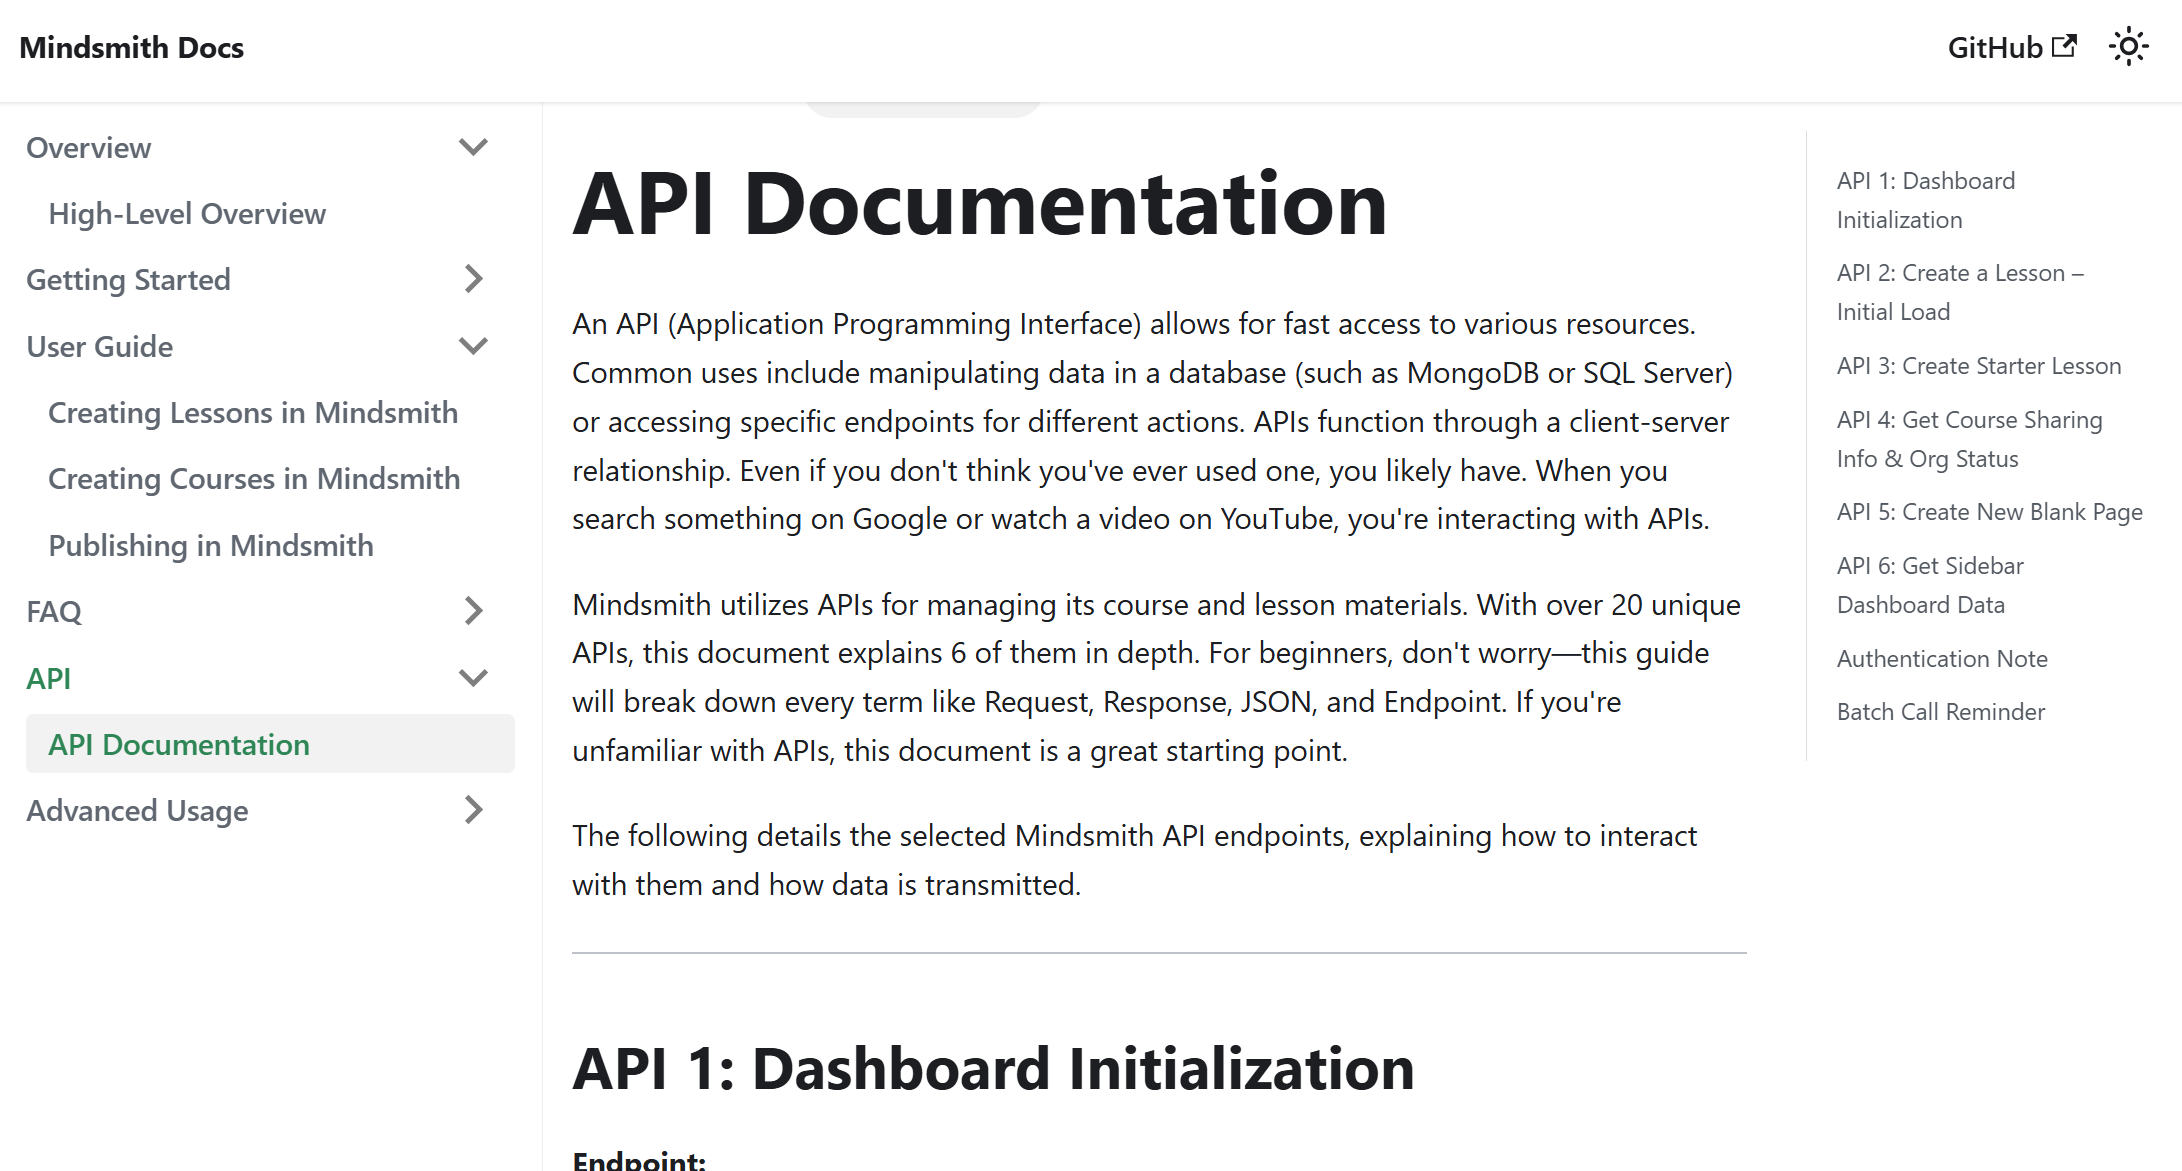 Mindsmith Docs
GitHub
Overview
High-Level Overview
Getting Started
User Guide
Creating Lessons in Mindsmith
Creating Courses in Mindsmith
Publishing in Mindsmith
FAQ
API
API Documentation
Advanced Usage
API Documentation
An API (Application Programming Interface) allows for fast access to various resources.
Common uses include manipulating data in a database (such as MongoDB or SQL Server)
or accessing specific endpoints for different actions. APIs function through a client-server
relationship. Even if you don't think you've ever used one, you likely have. When you
search something on Google or watch a video on YouTube, you're interacting with APIs.
Mindsmith utilizes APIs for managing its course and lesson materials. With over 20 unique
APIs, this document explains 6 of them in depth. For beginners, don't worry—this guide
will break down every term like Request, Response, JSON, and Endpoint. If you're
unfamiliar with APIs, this document is a great starting point.
The following details the selected Mindsmith API endpoints, explaining how to interact
with them and how data is transmitted.
API 1: Dashboard Initialization
Endpoint:
API 1: Dashboard
Initialization
API 2: Create a Lesson –
Initial Load
API 3: Create Starter Lesson
API 4: Get Course Sharing
Info & Org Status
API 5: Create New Blank Page
API 6: Get Sidebar
Dashboard Data
Authentication Note
Batch Call Reminder